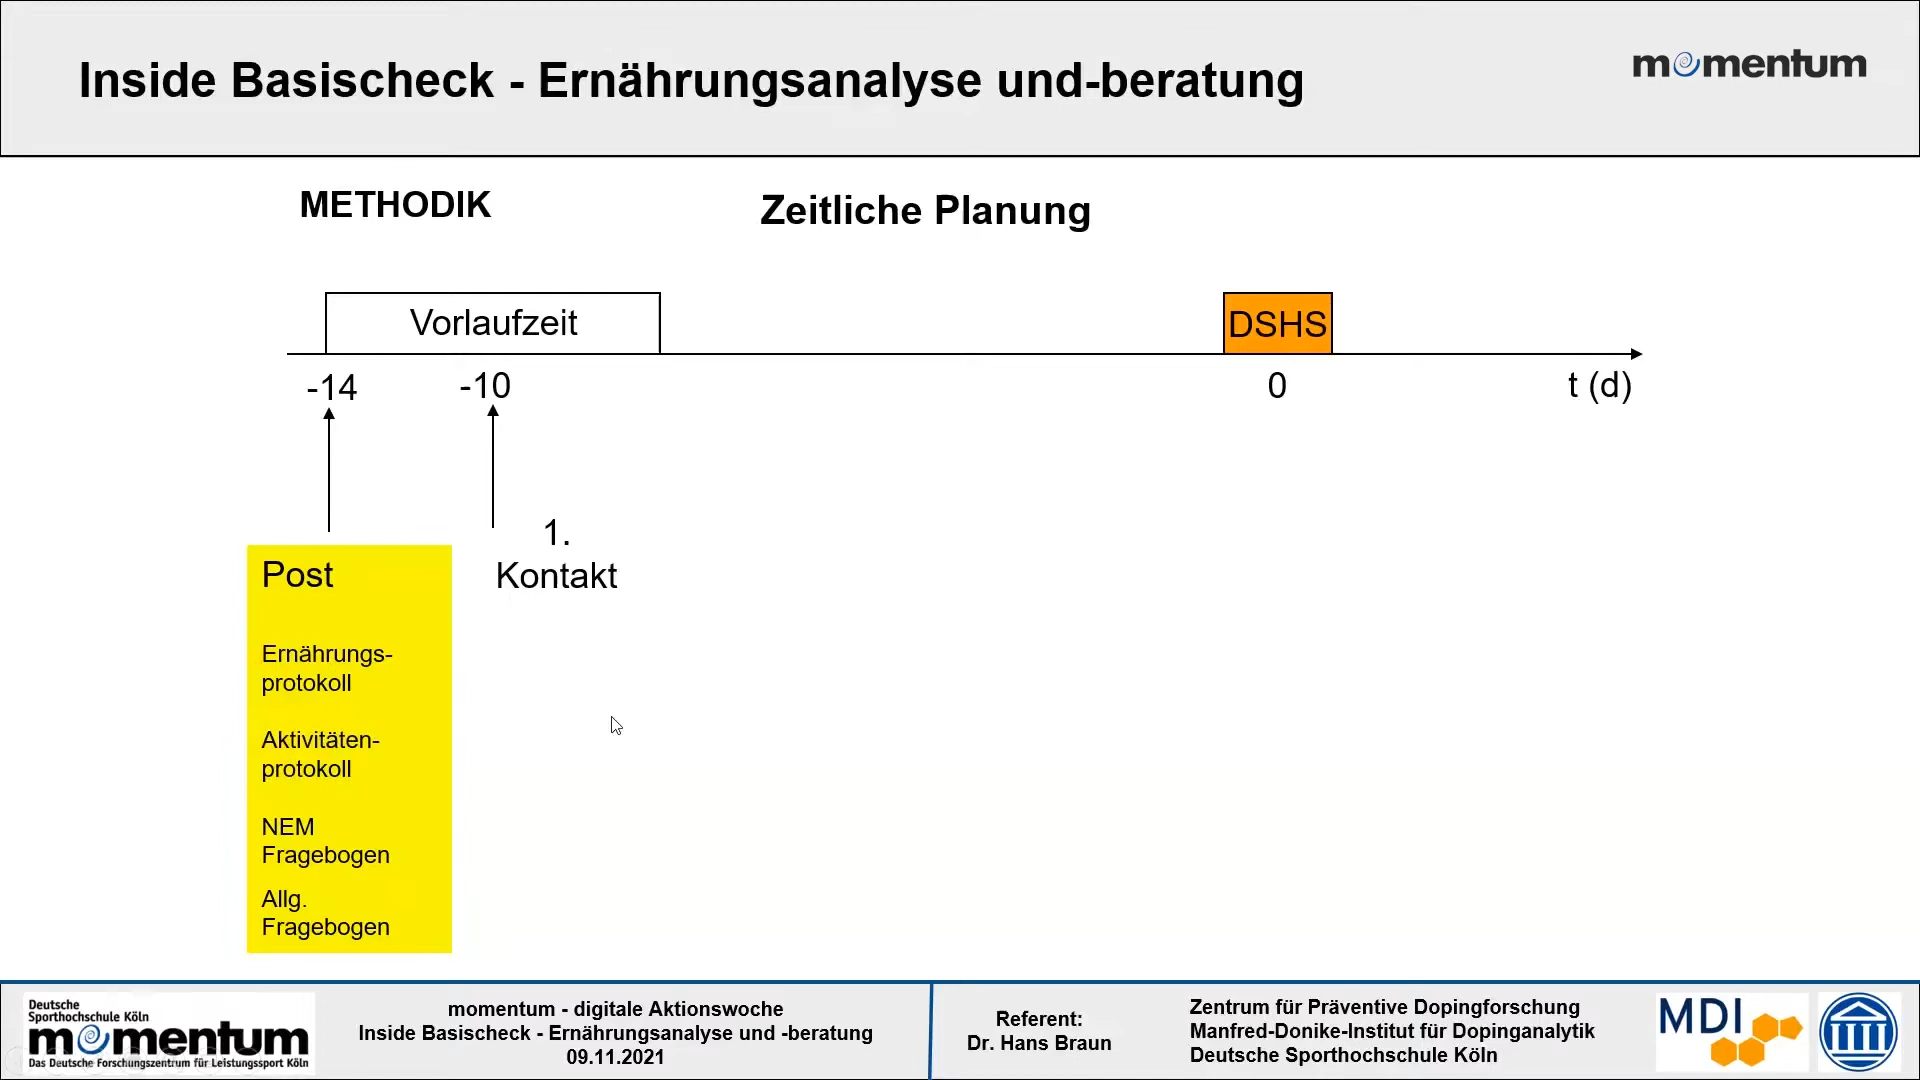 Inside Basischeck - Ernährungsanalyse und-beratung
momentum
METHODIK
Zeitliche Planung
Vorlaufzeit
DSHS
-14
-10
0
t (d)
1.
Kontakt
Post
Ernährungs-
protokoll
Aktivitäten-
protokoll
NEM
Fragebogen
Allg.
Fragebogen
Deutsche
Sporthochschule Köln
momentum
Das Deutsche Forschungszentrum für Leistungssport Köln
momentum - digitale Aktionswoche
Inside Basischeck - Ernährungsanalyse und -beratung
09.11.2021
Referent:
Dr. Hans Braun
Zentrum für Präventive Dopingforschung
Manfred-Donike-Institut für Dopinganalytik
Deutsche Sporthochschule Köln
MDI